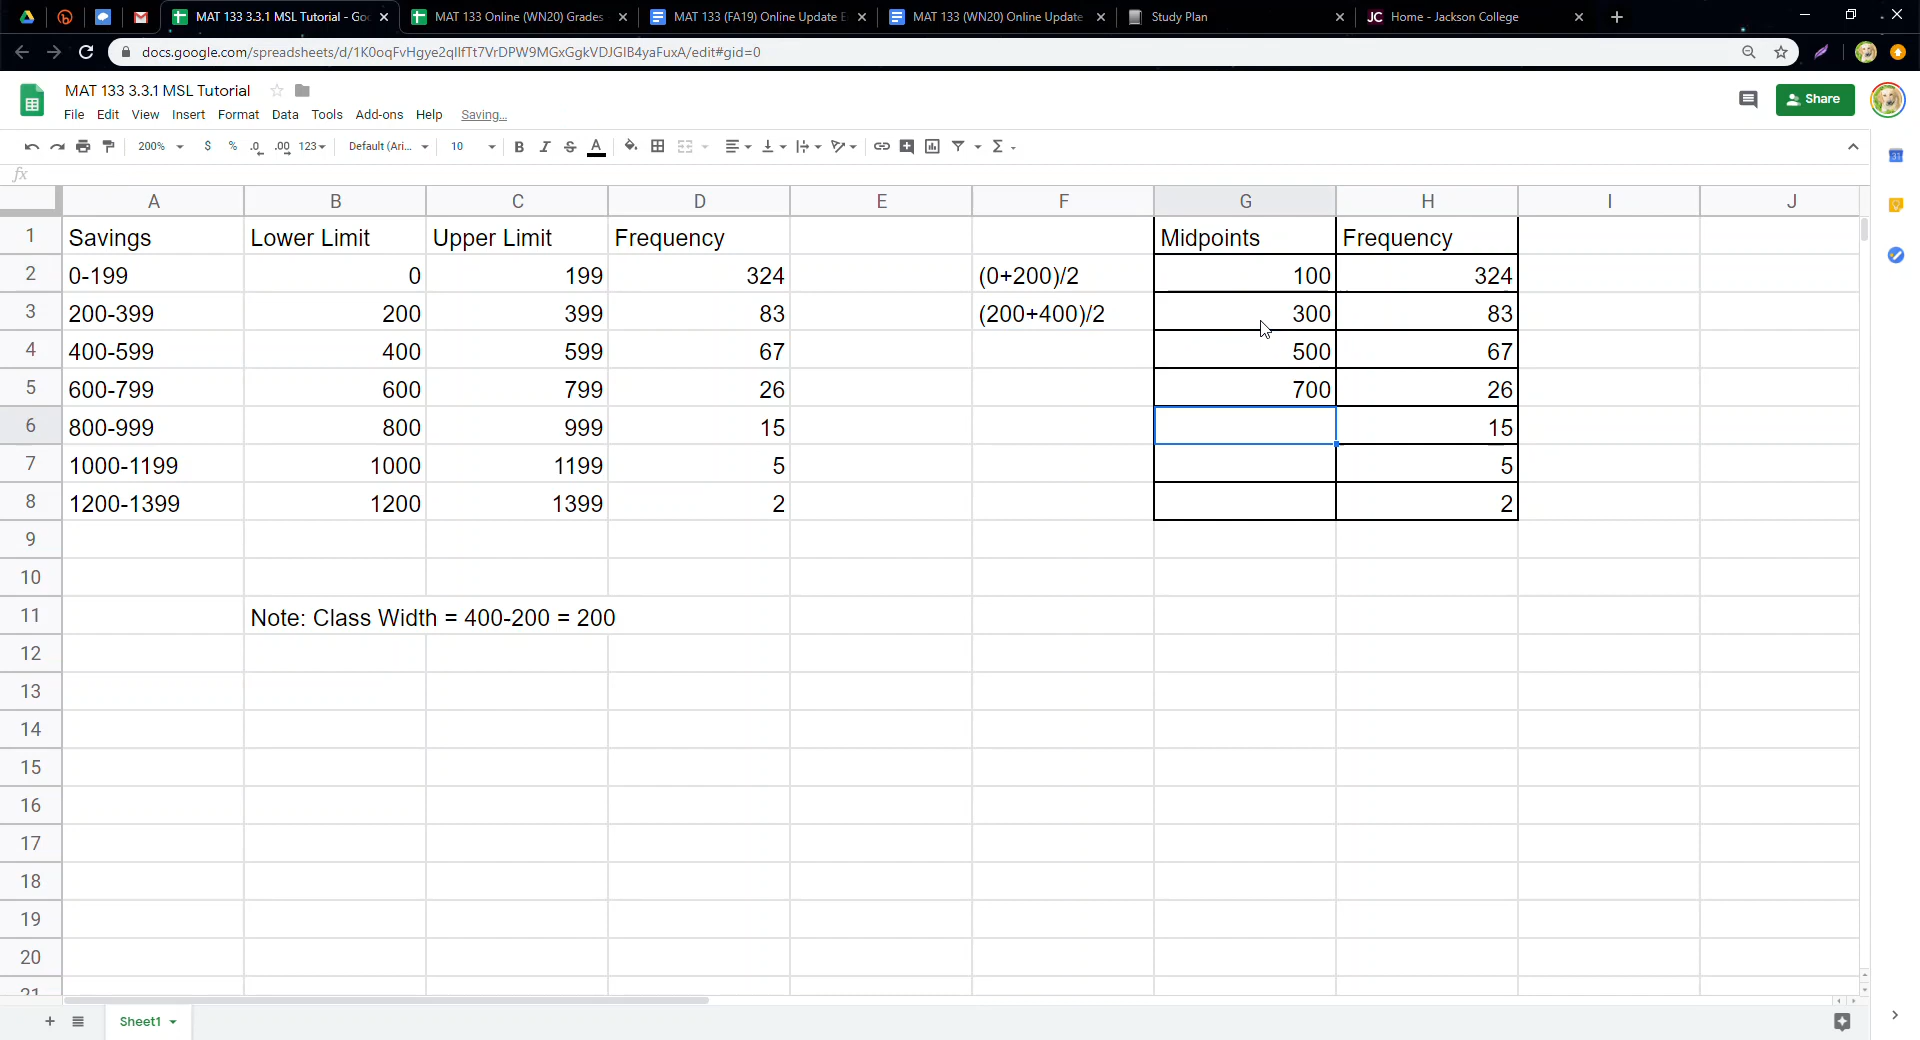 MAT 133 3.3.1 MSL Tutorial - Go
MAT 133 Online (WN20) Grades
MAT 133 (FA19) Online Update E
MAT 133 (WN20) Online Update
Study Plan
JC Home - Jackson College
docs.google.com/spreadsheets/d/1K0oqFvHgye2qIIfTt7VrDPW9MGxGgkVDJGIB4yaFuxA/edit#gid=0
MAT 133 3.3.1 MSL Tutorial
Share
File Edit View Insert Format Data Tools Add-ons Help Saving...
200% $ % .0 .00 123 Default (Ari... 10 B I S A Σ
31
fx
A B C D E F G H I J
1 Savings Lower Limit Upper Limit Frequency Midpoints Frequency
2 0-199 0 199 324 (0+200)/2 100 324
3 200-399 200 399 83 (200+400)/2 300 83
4 400-599 400 599 67 500 67
5 600-799 600 799 26 700 26
6 800-999 800 999 15 15
7 1000-1199 1000 1199 5 5
8 1200-1399 1200 1399 2 2
9
10
11 Note: Class Width = 400-200 = 200
12
13
14
15
16
17
18
19
20
21
Sheet1